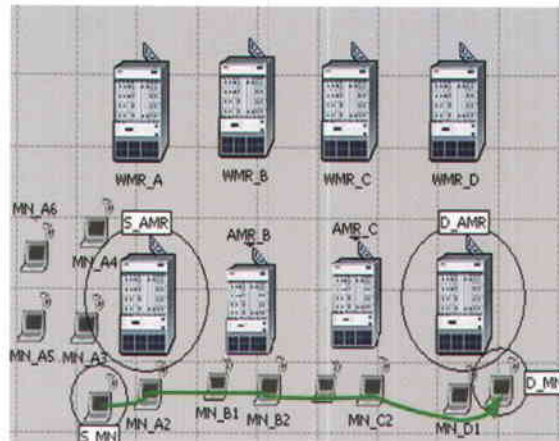 WMR_A WMR_B WMR_C WMR_D
MN_A6
S_AMR
D_AMR
AMR_B
AMR_C
MN_A4
MN_A5
MN_A3
S_MN
MN_A2
MN_B1
MN_B2
MN_C2
MN_D1
D_MN